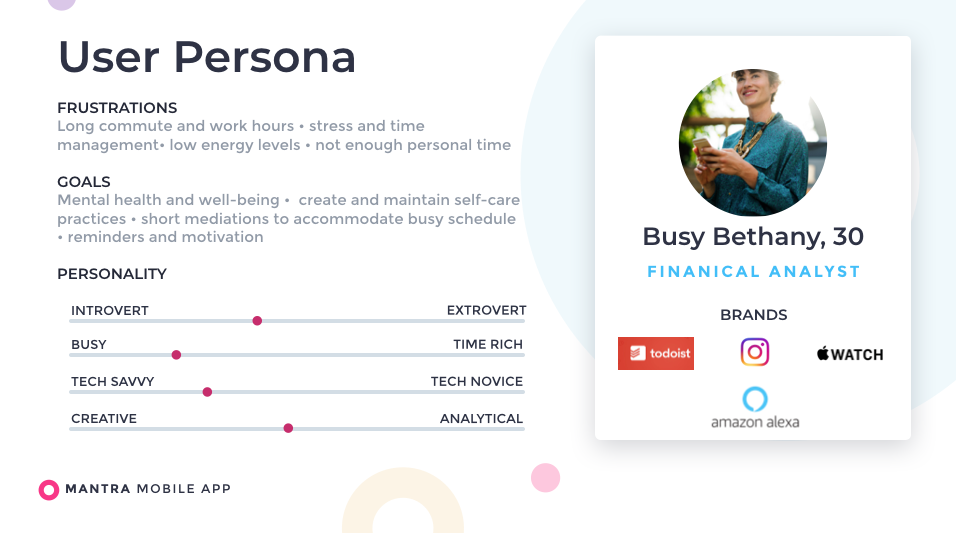 User Persona
FRUSTRATIONS
Long commute and work hours • stress and time
management• low energy levels • not enough personal time
GOALS
Mental health and well-being •  create and maintain self-care
practices • short mediations to accommodate busy schedule
• reminders and motivation
PERSONALITY
INTROVERT EXTROVERT
BUSY TIME RICH
TECH SAVVY TECH NOVICE
CREATIVE ANALYTICAL
MANTRA MOBILE APP
Busy Bethany, 30
FINANICAL ANALYST
BRANDS
todoist
WATCH
amazon alexa